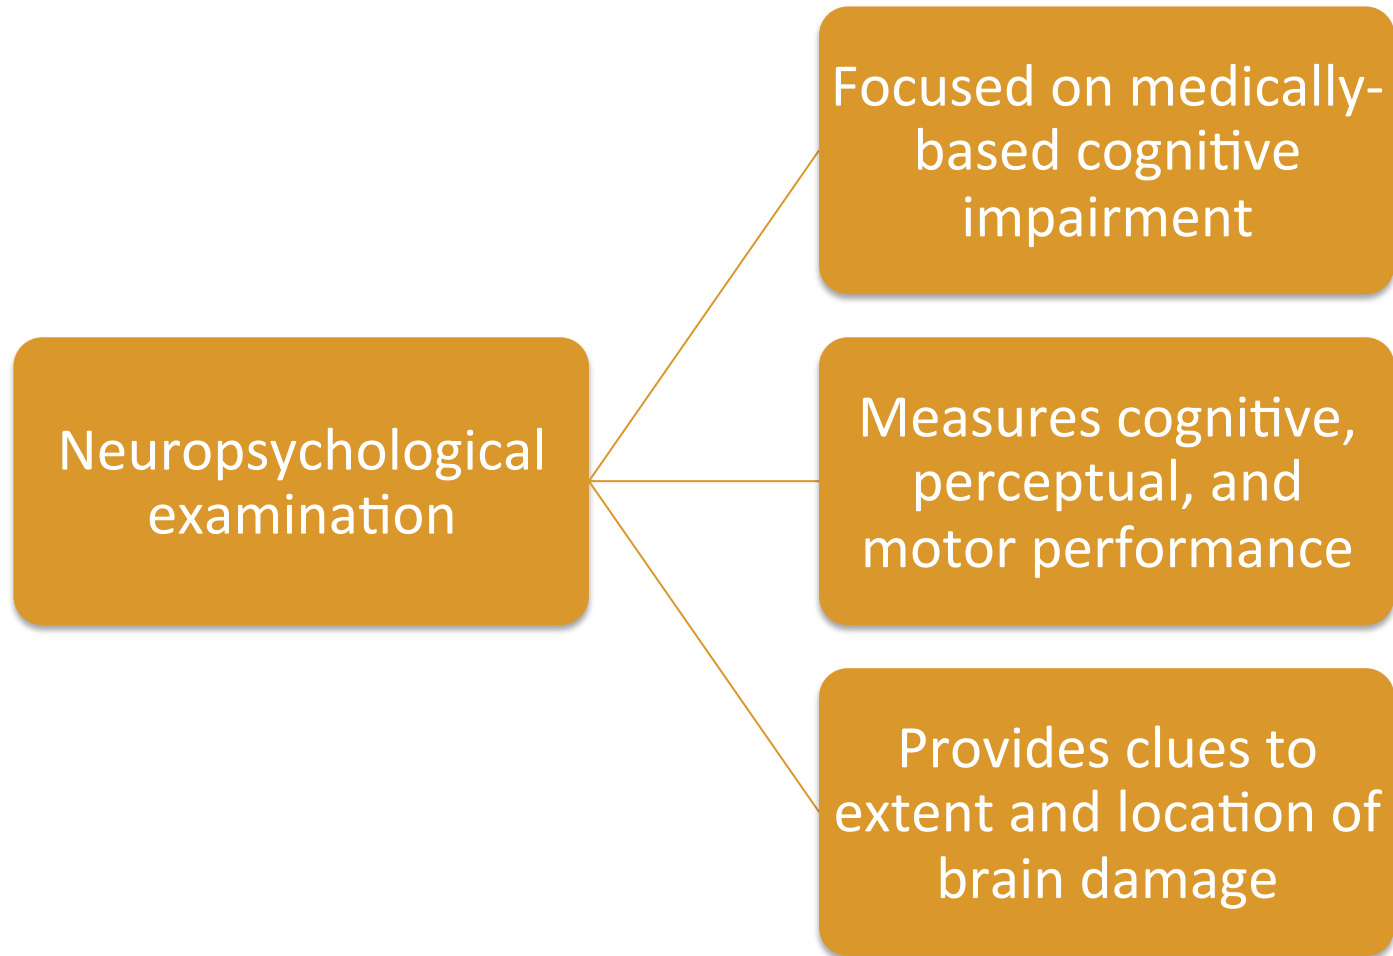 Neuropsychological
examination
Focused on medically-
based cognitive
impairment
Measures cognitive,
perceptual, and
motor performance
Provides clues to
extent and location of
brain damage